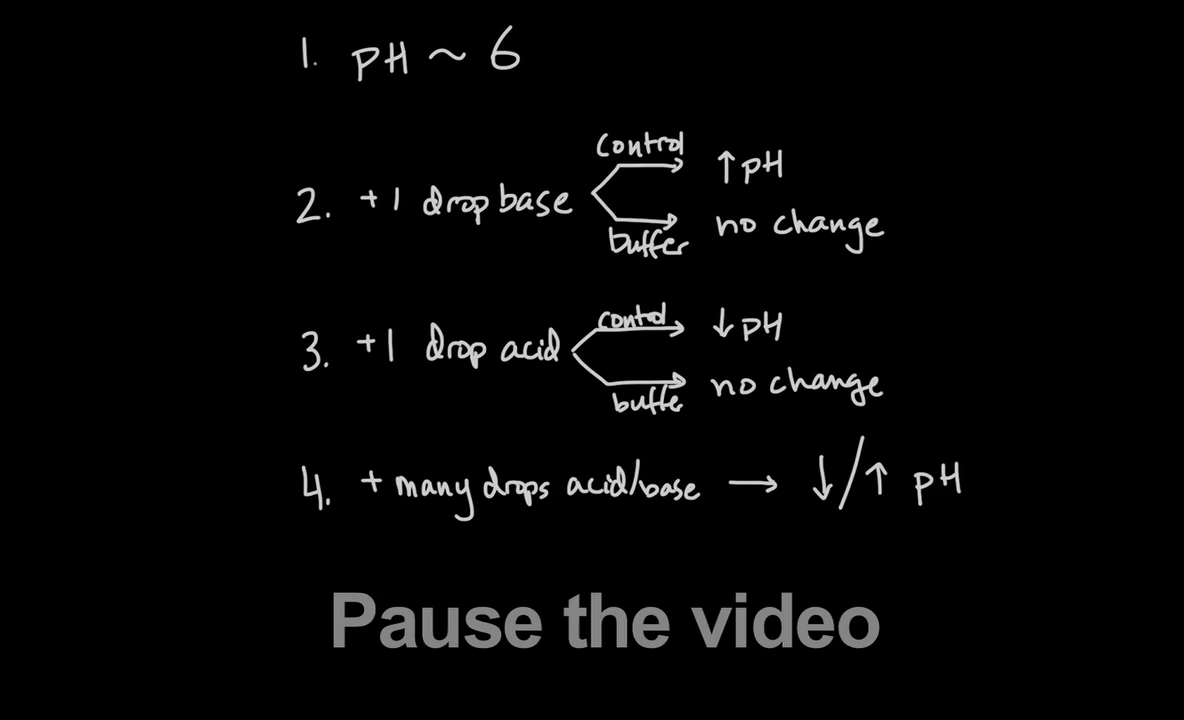 1. pH ~ 6
control
↑ pH
2. +1 drop base
no change
buffer
control
↓ pH
3. +1 drop acid
no change
buffe
4. + many drops acid/base → ↓/↑ pH
Pause the video